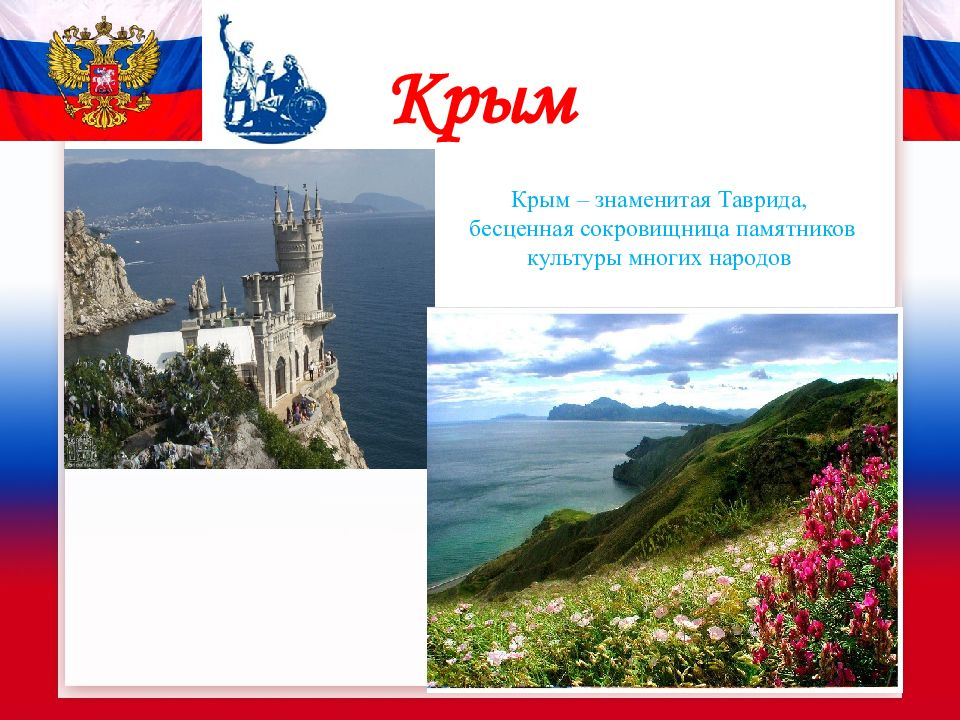 Крым
Крым – знаменитая Таврида,
бесценная сокровищница памятников
культуры многих народов